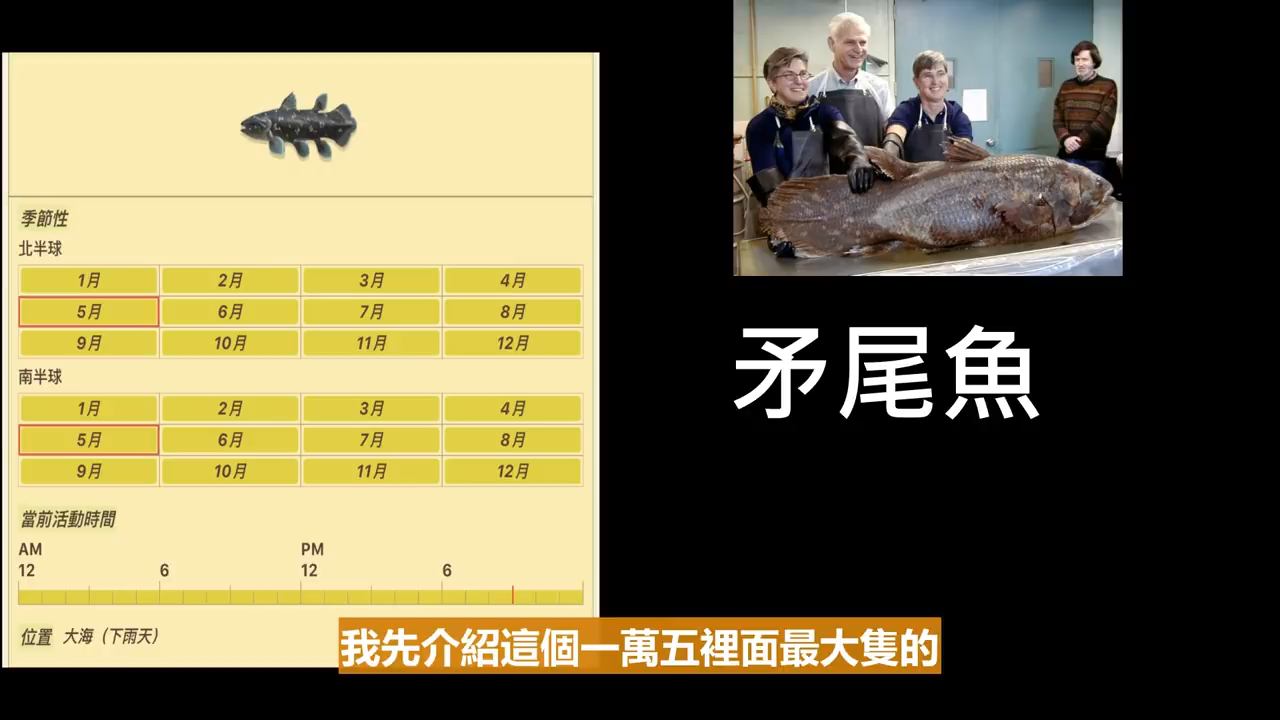 季節性
北半球
1月 2月 3月 4月
5月 6月 7月 8月
9月 10月 11月 12月
南半球
1月 2月 3月 4月
5月 6月 7月 8月
9月 10月 11月 12月
當前活動時間
AM PM
12 6 12 6
位置 大海（下雨天）
矛尾魚
我先介紹這個一萬五裡面最大隻的